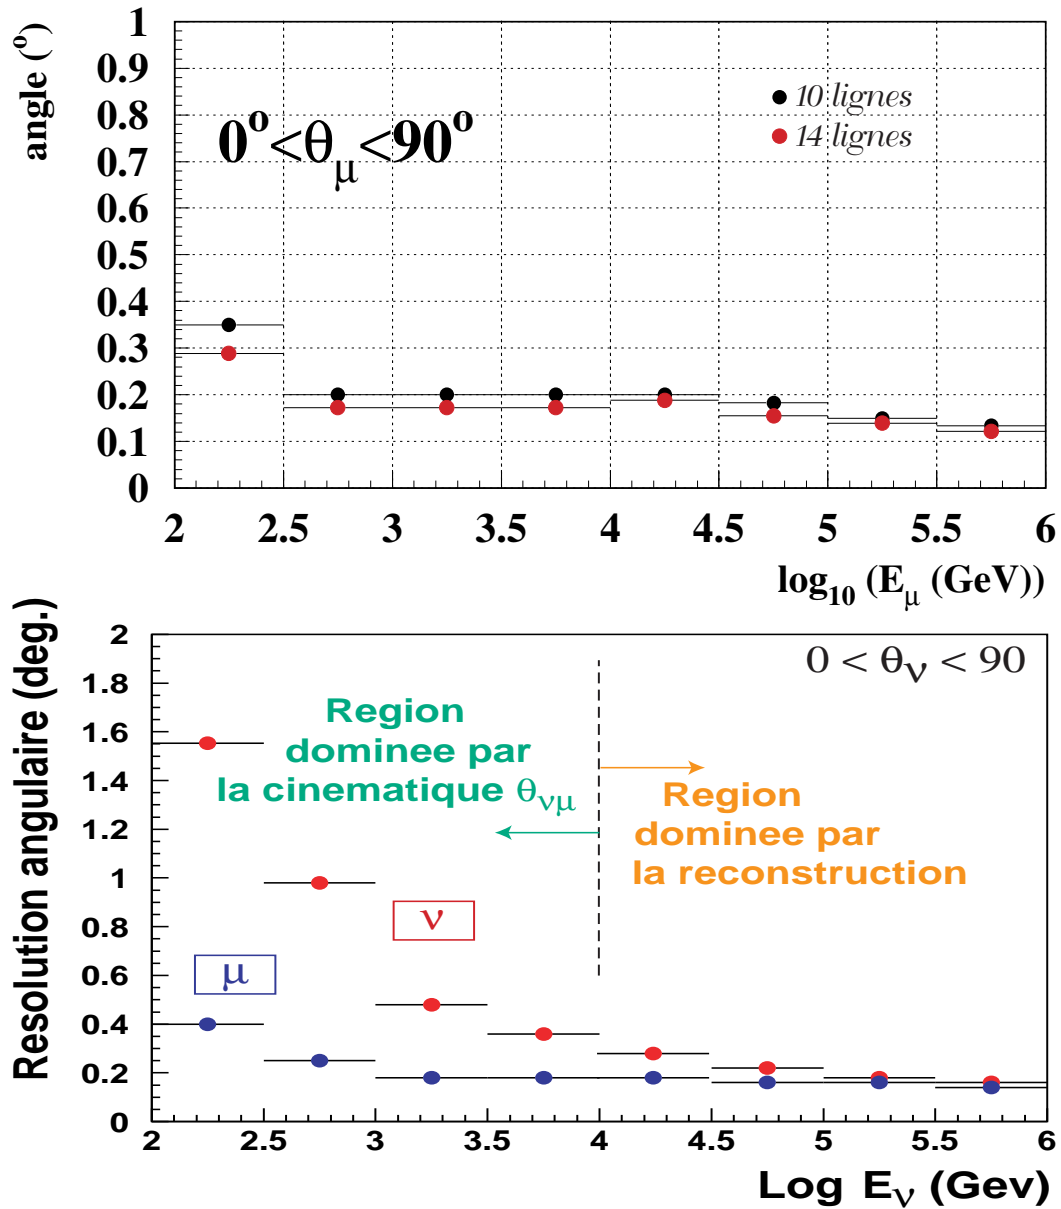 angle (°)
1
0.9
0.8
0.7
0.6
0.5
0.4
0.3
0.2
0.1
0
0°<θμ<90°
10 lignes
14 lignes
2 2.5 3 3.5 4 4.5 5 5.5 6
log10 (Eμ (GeV))
Resolution angulaire (deg.)
2
1.8
1.6
1.4
1.2
1
0.8
0.6
0.4
0.2
0
0 < θν < 90
Region
dominee par
la cinematique θνμ
Region
dominee par
la reconstruction
ν
μ
2 2.5 3 3.5 4 4.5 5 5.5 6
Log Eν (Gev)